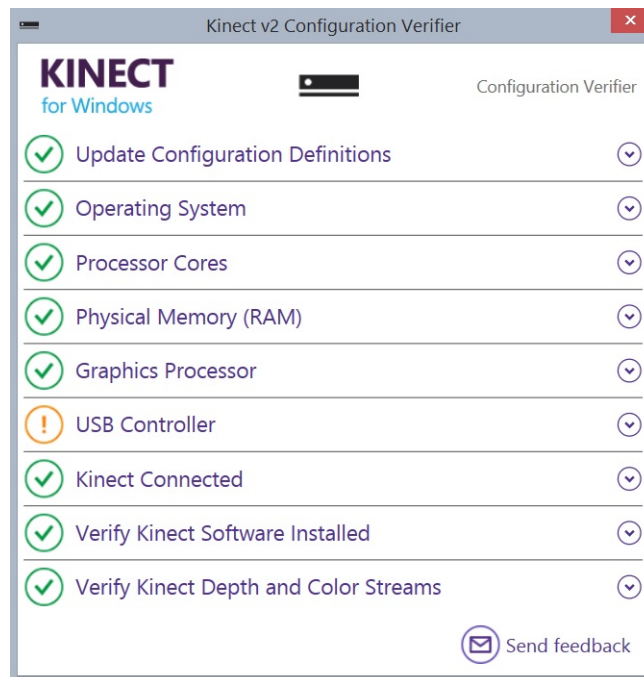 Kinect v2 Configuration Verifier
KINECT
for Windows
Configuration Verifier
Update Configuration Definitions
Operating System
Processor Cores
Physical Memory (RAM)
Graphics Processor
USB Controller
Kinect Connected
Verify Kinect Software Installed
Verify Kinect Depth and Color Streams
Send feedback